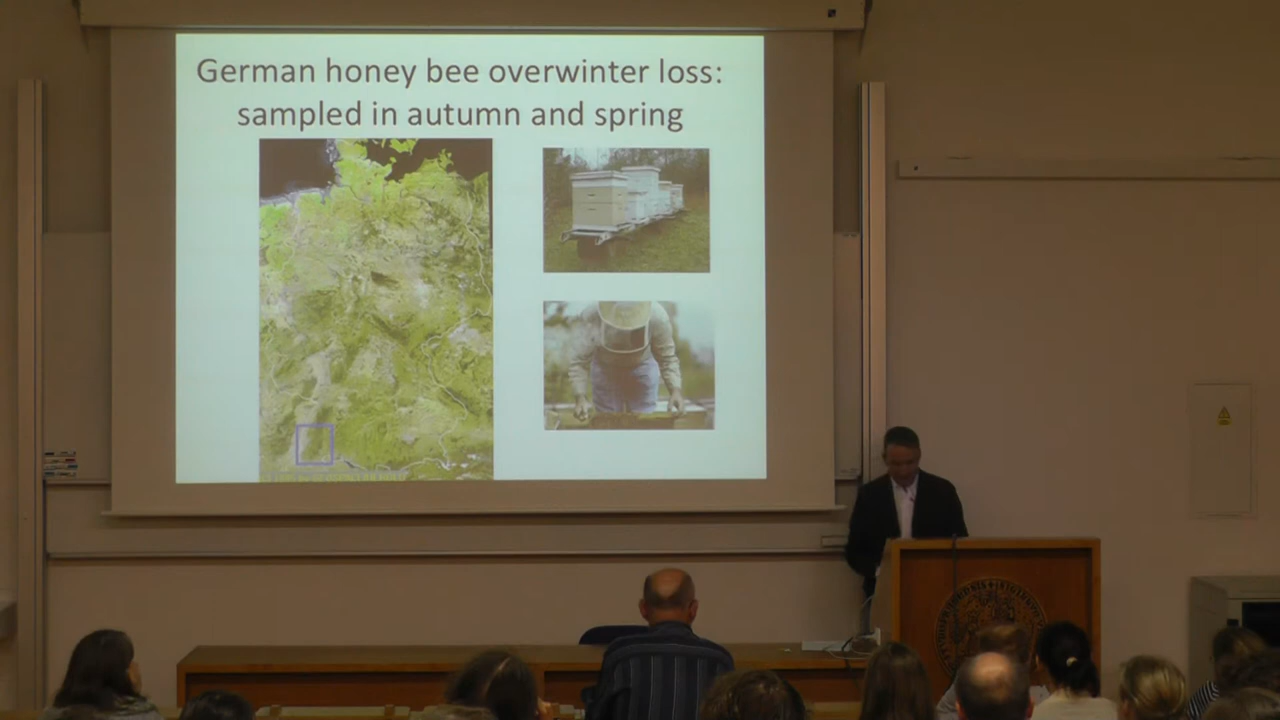 German honey bee overwinter loss:
sampled in autumn and spring